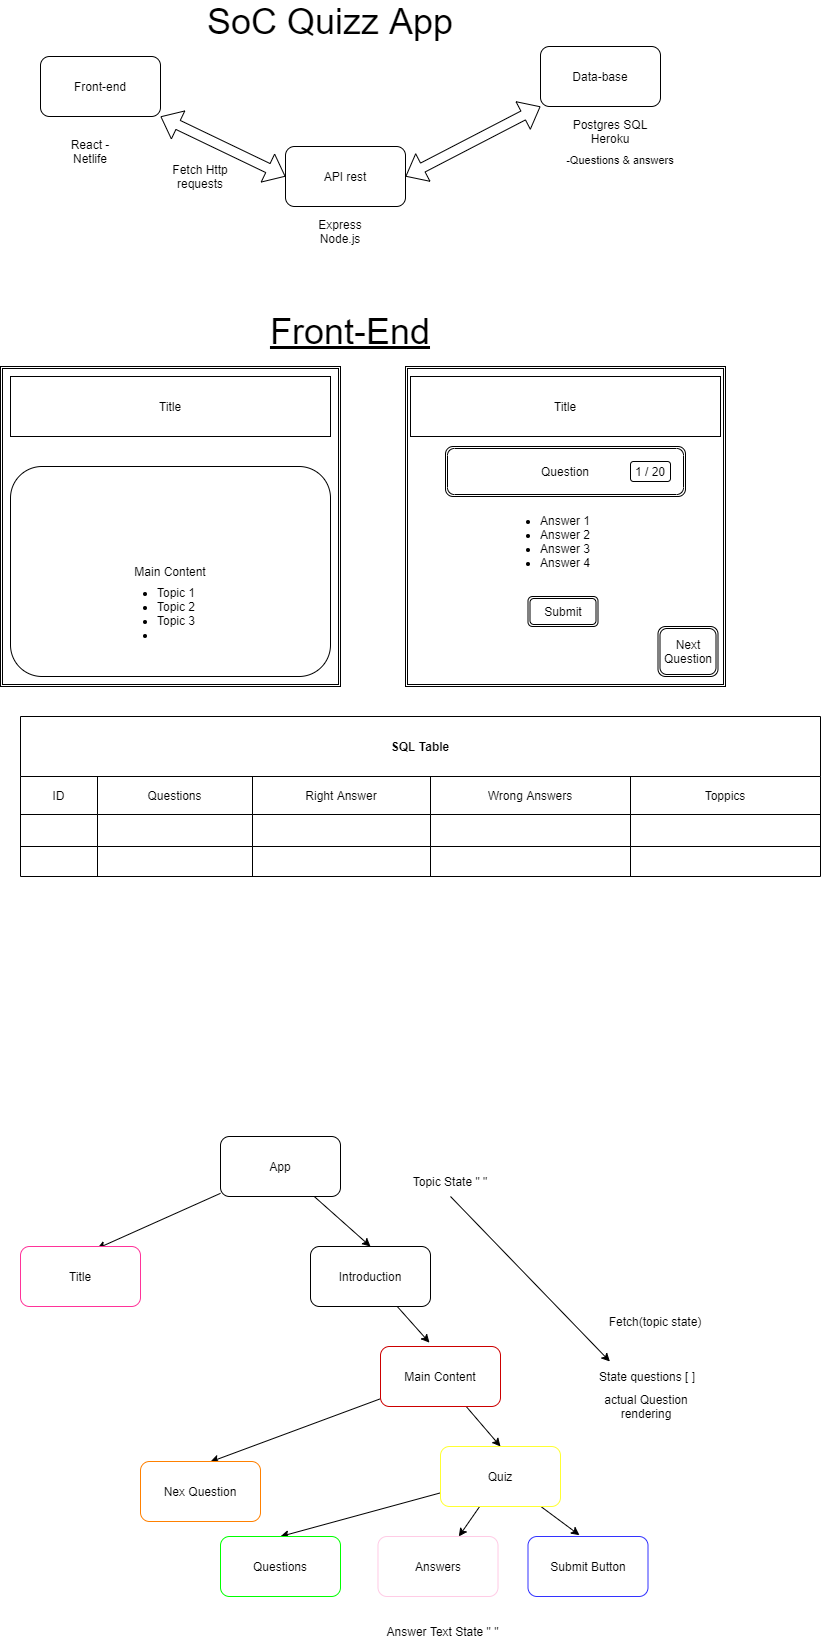 SoC Quizz App
Front-end
Data-base
React -
Netlife
Fetch Http
requests
API rest
Postgres SQL
Heroku
-Questions & answers
Express
Node.js
Front-End
Title
Main Content
Topic 1
Topic 2
Topic 3
Title
Question
1 / 20
Answer 1
Answer 2
Answer 3
Answer 4
Submit
Next
Question
SQL Table
ID Questions Right Answer Wrong Answers Toppics
App
Topic State " "
Title
Introduction
Fetch(topic state)
Main Content
State questions [ ]
actual Question
rendering
Nex Question
Quiz
Questions
Answers
Submit Button
Answer Text State " "